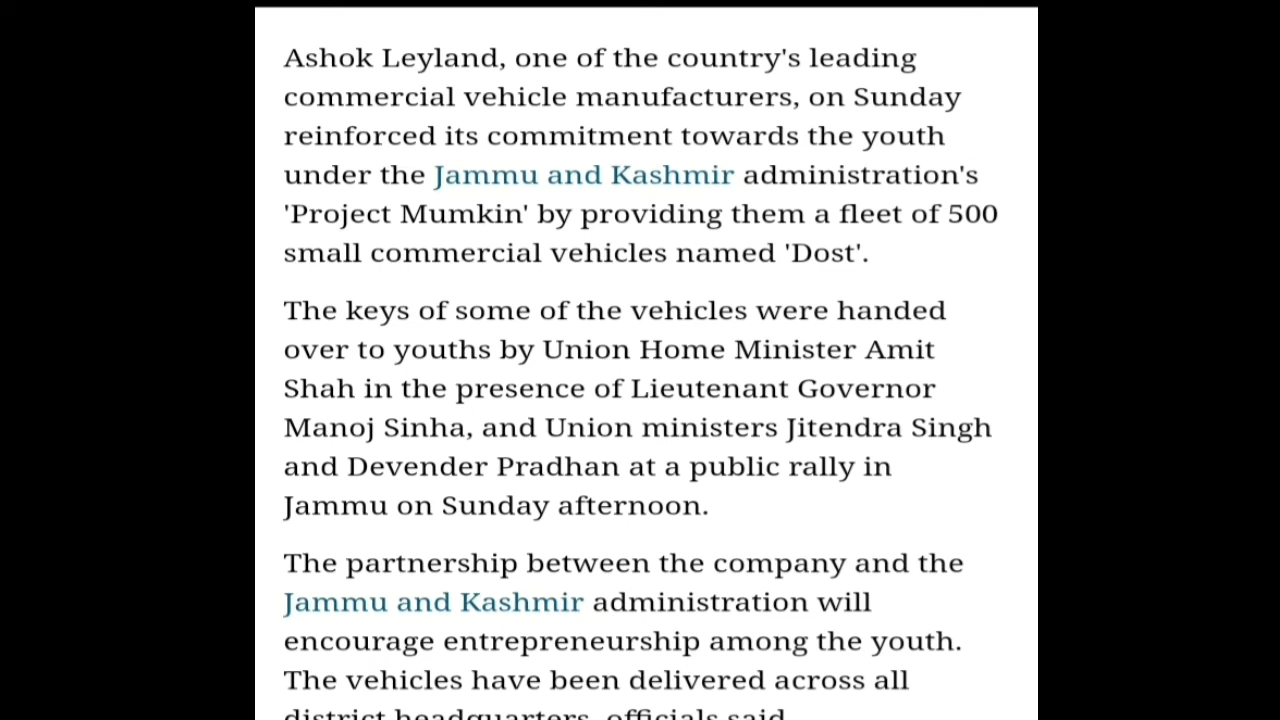 Ashok Leyland, one of the country's leading
commercial vehicle manufacturers, on Sunday
reinforced its commitment towards the youth
under the Jammu and Kashmir administration's
'Project Mumkin' by providing them a fleet of 500
small commercial vehicles named 'Dost'.
The keys of some of the vehicles were handed
over to youths by Union Home Minister Amit
Shah in the presence of Lieutenant Governor
Manoj Sinha, and Union ministers Jitendra Singh
and Devender Pradhan at a public rally in
Jammu on Sunday afternoon.
The partnership between the company and the
Jammu and Kashmir administration will
encourage entrepreneurship among the youth.
The vehicles have been delivered across all
district headquarters, officials said.